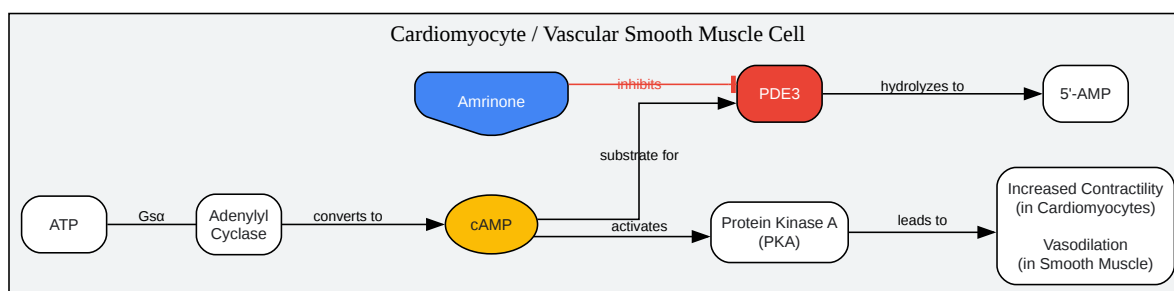 Cardiomyocyte / Vascular Smooth Muscle Cell
Amrinone
inhibits
PDE3
hydrolyzes to
5'-AMP
substrate for
ATP
Gsα
Adenylyl
Cyclase
converts to
cAMP
activates
Protein Kinase A
(PKA)
leads to
Increased Contractility
(in Cardiomyocytes)
Vasodilation
(in Smooth Muscle)